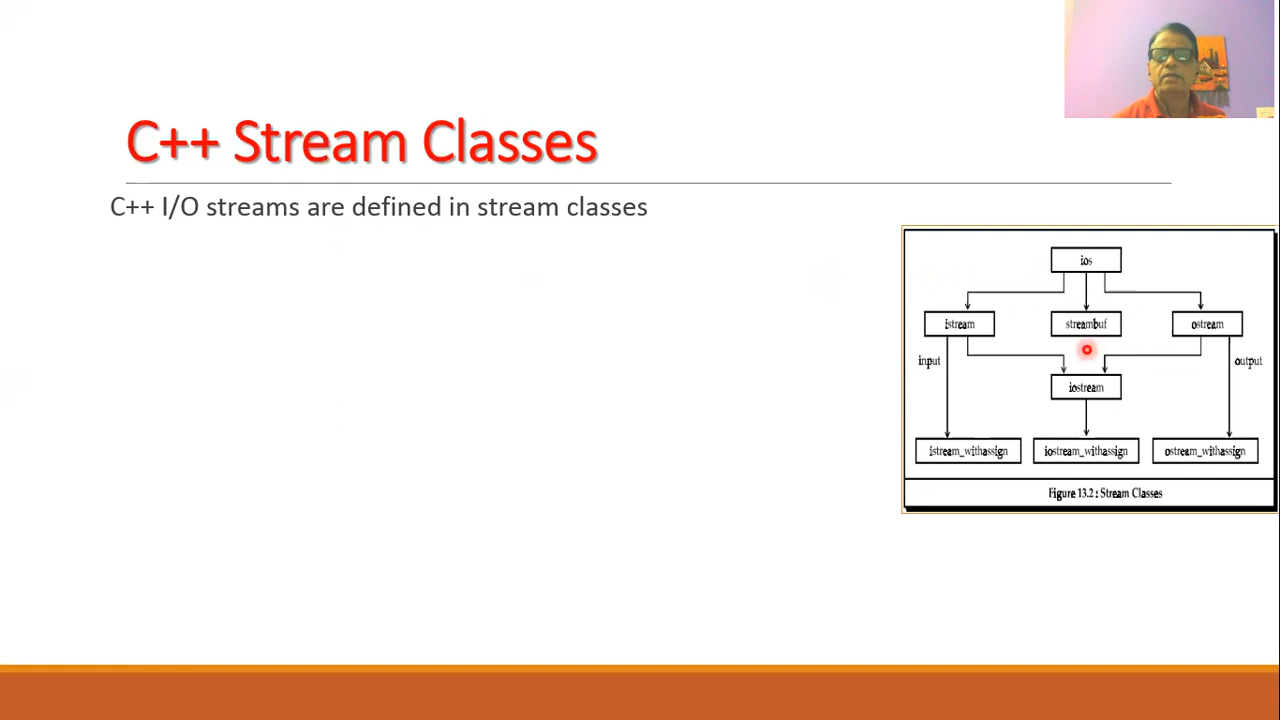 C++ Stream Classes
C++ I/O streams are defined in stream classes
ios
istream
streambuf
ostream
input
output
iostream
istream_withassign
iostream_withassign
ostream_withassign
Figure 13.2 : Stream Classes